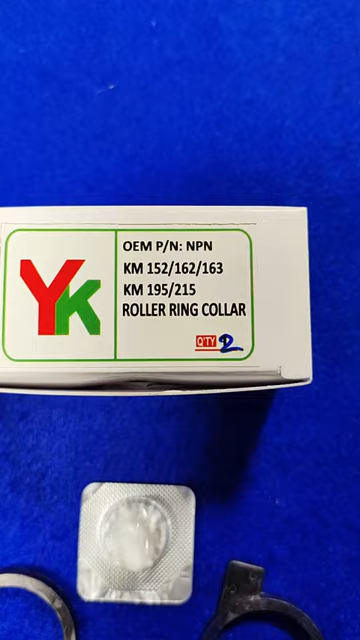 YK
OEM P/N: NPN
KM 152/162/163
KM 195/215
ROLLER RING COLLAR
Q'TY 2